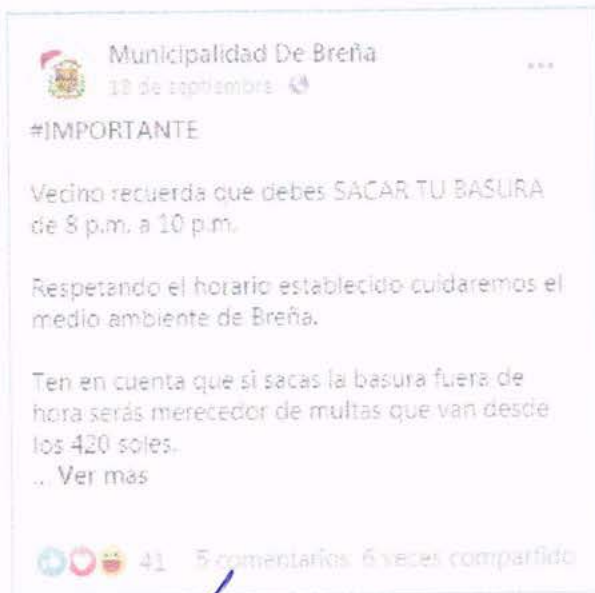 Municipalidad De Breña
de septiembre
#IMPORTANTE
Vecino recuerda que debes SACAR TU BASURA
de 8 p.m. a 10 p.m.
Respetando el horario establecido cuidaremos el
medio ambiente de Breña.
Ten en cuenta que si sacas la basura fuera de
hora serás merecedor de multas que van desde
los 420 soles.
... Ver mas
41 5 comentarios 6 veces compartido